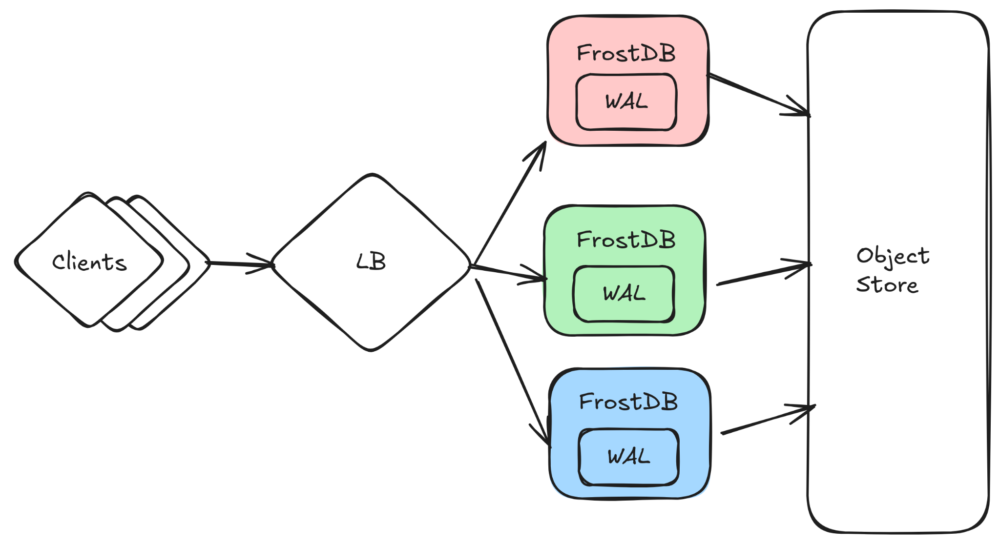 Clients
LB
FrostDB
WAL
FrostDB
WAL
FrostDB
WAL
Object
Store